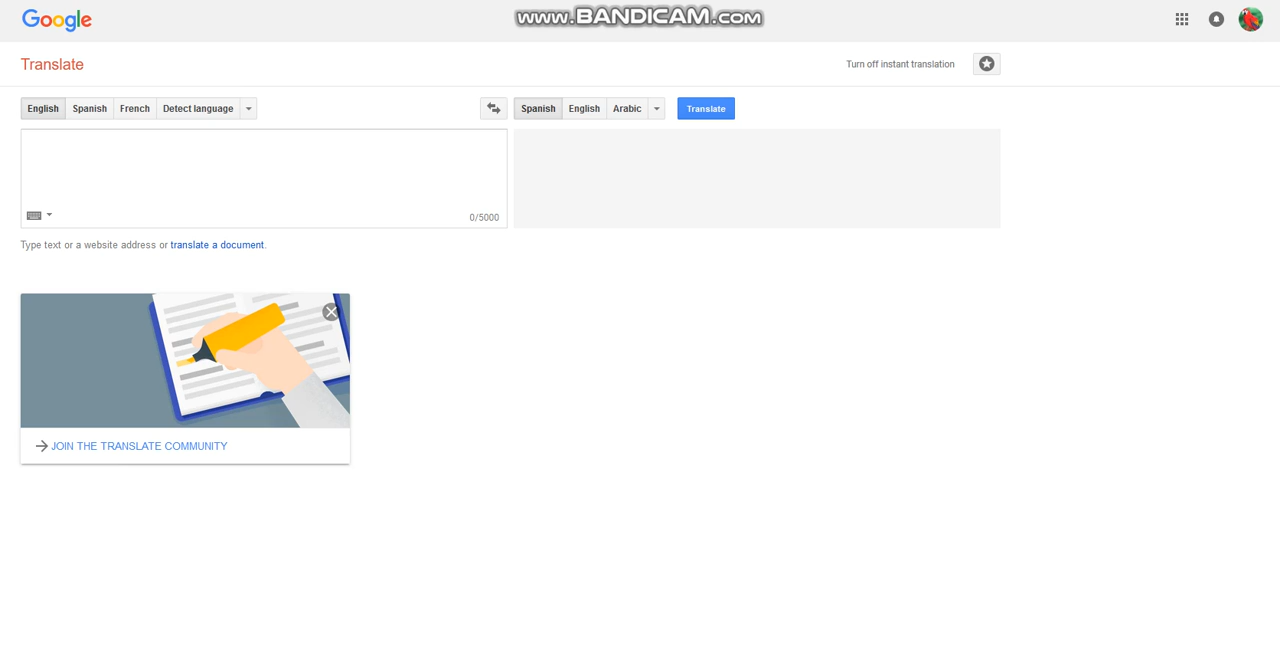 Google
WWW.BANDICAM.COM
Translate
Turn off instant translation
English Spanish French Detect language
Spanish English Arabic
Translate
0/5000
Type text or a website address or translate a document.
JOIN THE TRANSLATE COMMUNITY